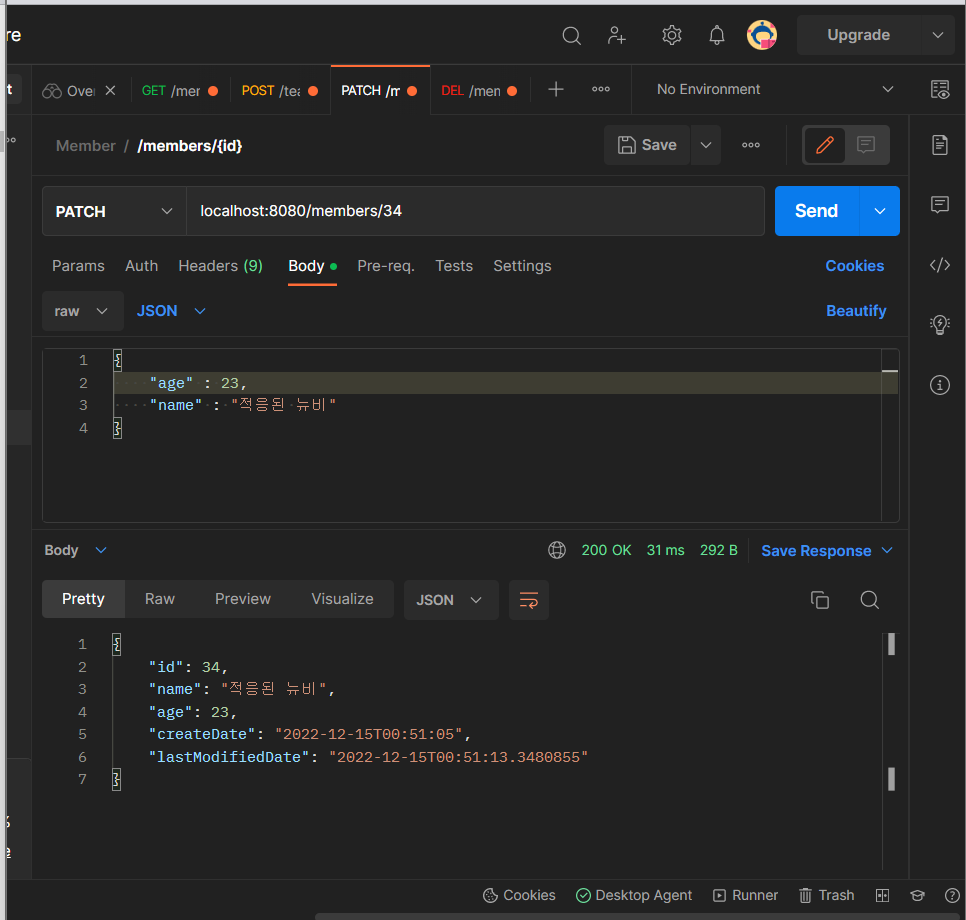 re
Upgrade
t
Over
GET /mer
POST /tea
PATCH /m
DEL /men
No Environment
Member / /members/{id}
Save
PATCH
localhost:8080/members/34
Send
Params Auth Headers (9) Body Pre-req. Tests Settings Cookies
raw JSON Beautify
1 {
2 "age" : 23,
3 "name" : "적응된 뉴비"
4 }
Body 200 OK 31 ms 292 B Save Response
Pretty Raw Preview Visualize JSON
1 {
2 "id": 34,
3 "name": "적응된 뉴비",
4 "age": 23,
5 "createDate": "2022-12-15T00:51:05",
6 "lastModifiedDate": "2022-12-15T00:51:13.3480855"
7 }
Cookies Desktop Agent Runner Trash